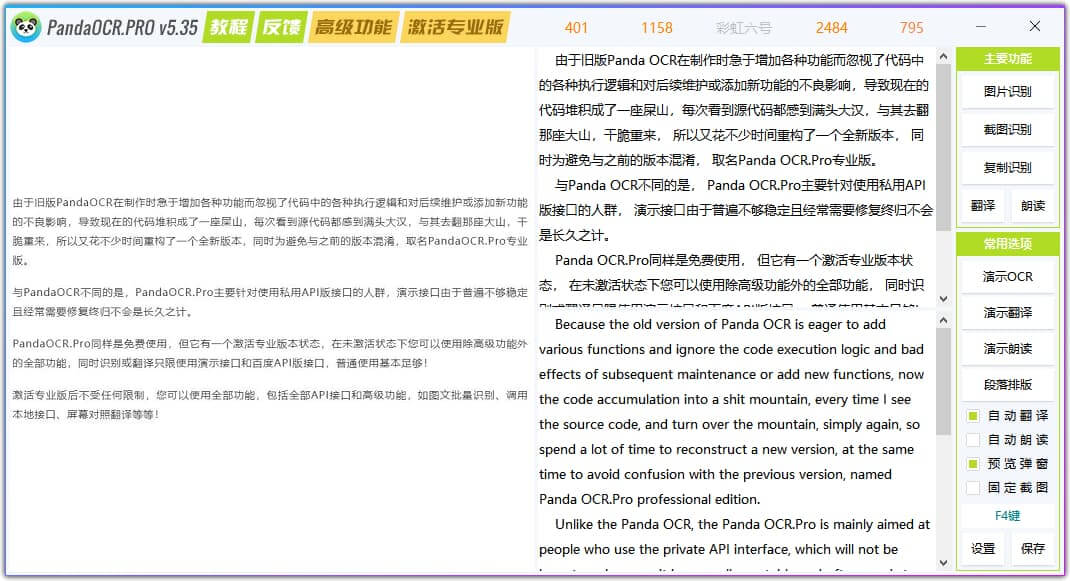 PandaOCR.PRO v5.35 教程 反馈 高级功能 激活专业版 401 1158 彩虹六号 2484 795
由于旧版PandaOCR在制作时急于增加各种功能而忽视了代码中的各种执行逻辑和对后续维护或添加新功能
的不良影响，导致现在的代码堆积成了一座屎山，每次看到源代码都感到满头大汉，与其去翻那座大山，干
脆重来，所以又花不少时间重构了一个全新版本，同时为避免与之前的版本混淆，取名PandaOCR.Pro专业
版。
与PandaOCR不同的是，PandaOCR.Pro主要针对使用私用API版接口的人群，演示接口由于普遍不够稳定
且经常需要修复终归不会是长久之计。
PandaOCR.Pro同样是免费使用，但它有一个激活专业版本状态，在未激活状态下您可以使用除高级功能外
的全部功能，同时识别或翻译只限使用演示接口和百度API版接口，普通使用基本足够！
激活专业版后不受任何限制，您可以使用全部功能，包括全部API接口和高级功能，如图文批量识别、调用
本地接口、屏幕对照翻译等等！
由于旧版Panda OCR在制作时急于增加各种功能而忽视了代码中
的各种执行逻辑和对后续维护或添加新功能的不良影响，导致现在的
代码堆积成了一座屎山，每次看到源代码都感到满头大汉，与其去翻
那座大山，干脆重来， 所以又花不少时间重构了一个全新版本， 同
时为避免与之前的版本混淆， 取名Panda OCR.Pro专业版。
与Panda OCR不同的是， Panda OCR.Pro主要针对使用私用API
版接口的人群， 演示接口由于普遍不够稳定且经常需要修复终归不会
是长久之计。
Panda OCR.Pro同样是免费使用， 但它有一个激活专业版本状
态， 在未激活状态下您可以使用除高级功能外的全部功能， 同时识
Because the old version of Panda OCR is eager to add
various functions and ignore the code execution logic and bad
effects of subsequent maintenance or add new functions, now
the code accumulation into a shit mountain, every time I see
the source code, and turn over the mountain, simply again, so
spend a lot of time to reconstruct a new version, at the same
time to avoid confusion with the previous version, named
Panda OCR.Pro professional edition.
Unlike the Panda OCR, the Panda OCR.Pro is mainly aimed at
people who use the private API interface, which will not be
主要功能
图片识别
截图识别
复制识别
翻译 朗读
常用选项
演示OCR
演示翻译
演示朗读
段落排版
自动翻译
自动朗读
预览弹窗
固定截图
F4键
设置 保存